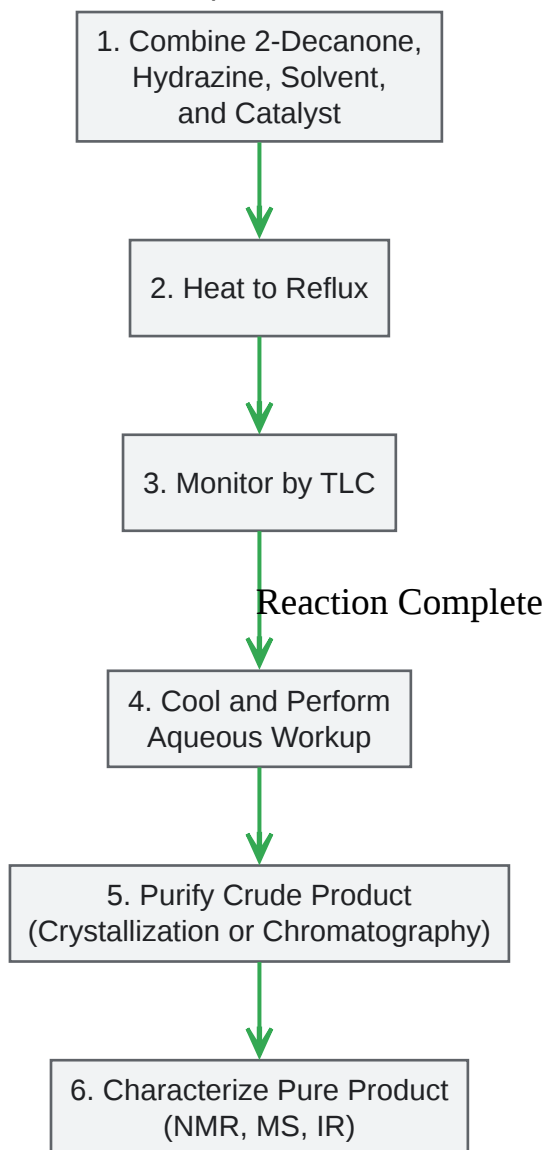 1. Combine 2-Decanone,
Hydrazine, Solvent,
and Catalyst
2. Heat to Reflux
3. Monitor by TLC
Reaction Complete
4. Cool and Perform
Aqueous Workup
5. Purify Crude Product
(Crystallization or Chromatography)
6. Characterize Pure Product
(NMR, MS, IR)